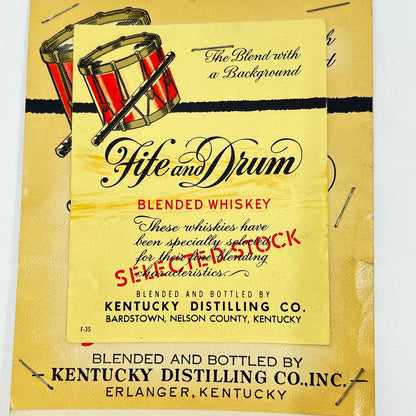 The Blend with
a Background
Fife and Drum
BLENDED WHISKEY
These whiskies have
been specially selected
for their fine blending
characteristics.
SELECTED STOCK
BLENDED AND BOTTLED BY
KENTUCKY DISTILLING CO.
BARDSTOWN, NELSON COUNTY, KENTUCKY
F-3S
BLENDED AND BOTTLED BY
KENTUCKY DISTILLING CO., INC.
ERLANGER, KENTUCKY